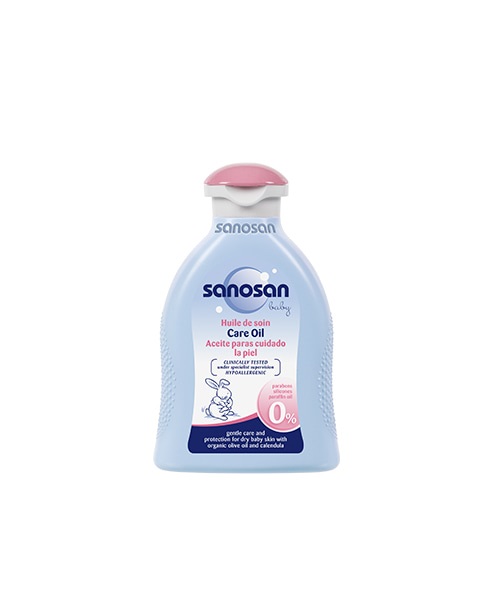 sanosan
sanosan
baby
Huile de soin
Care Oil
Aceite paras cuidado
la piel
CLINICALLY TESTED
under specialist supervision
HYPOALLERGENIC
parabens
silicones
paraffin oil
0%
gentle care and
protection for dry baby skin with
organic olive oil and calendula